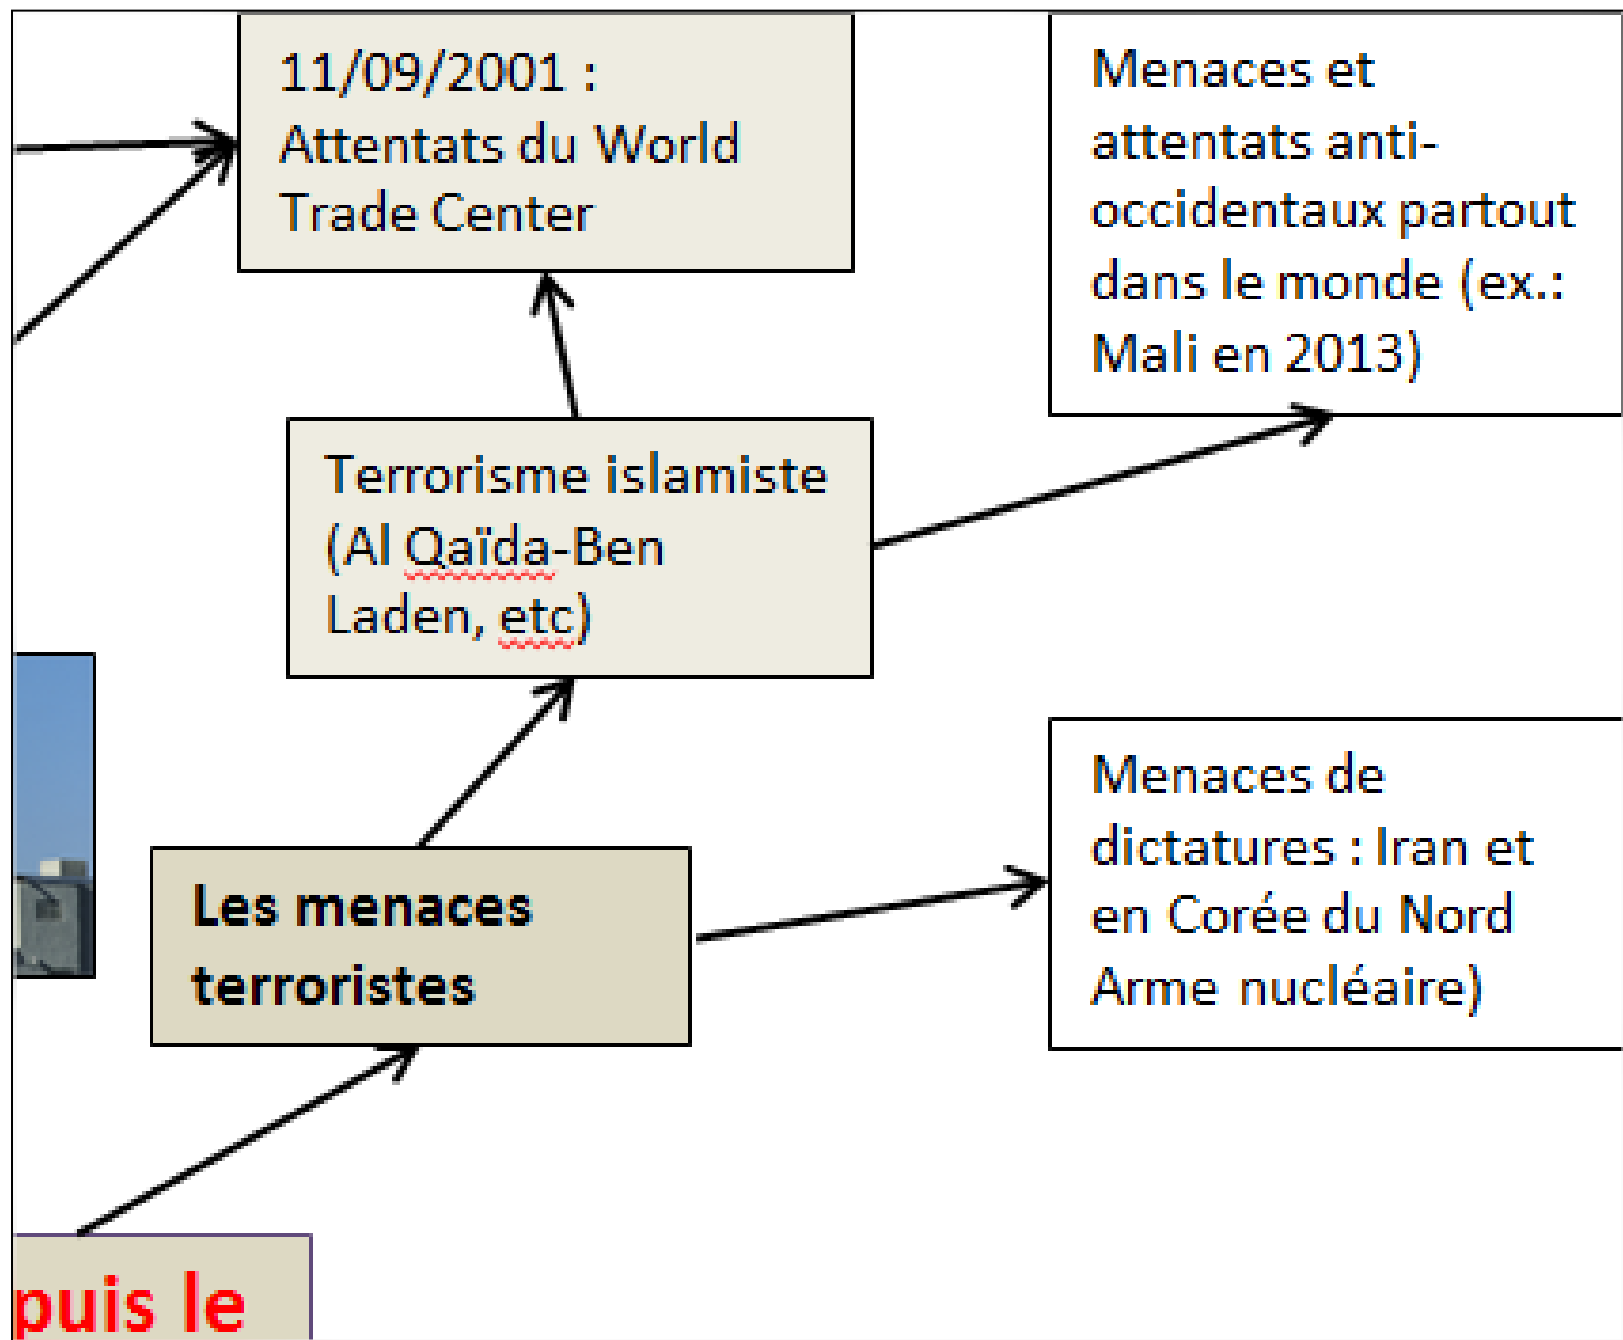 11/09/2001 :
Attentats du World
Trade Center
Menaces et
attentats anti-
occidentaux partout
dans le monde (ex.:
Mali en 2013)
Terrorisme islamiste
(Al Qaïda-Ben
Laden, etc)
Menaces de
dictatures : Iran et
en Corée du Nord
Arme nucléaire)
Les menaces
terroristes
puis le